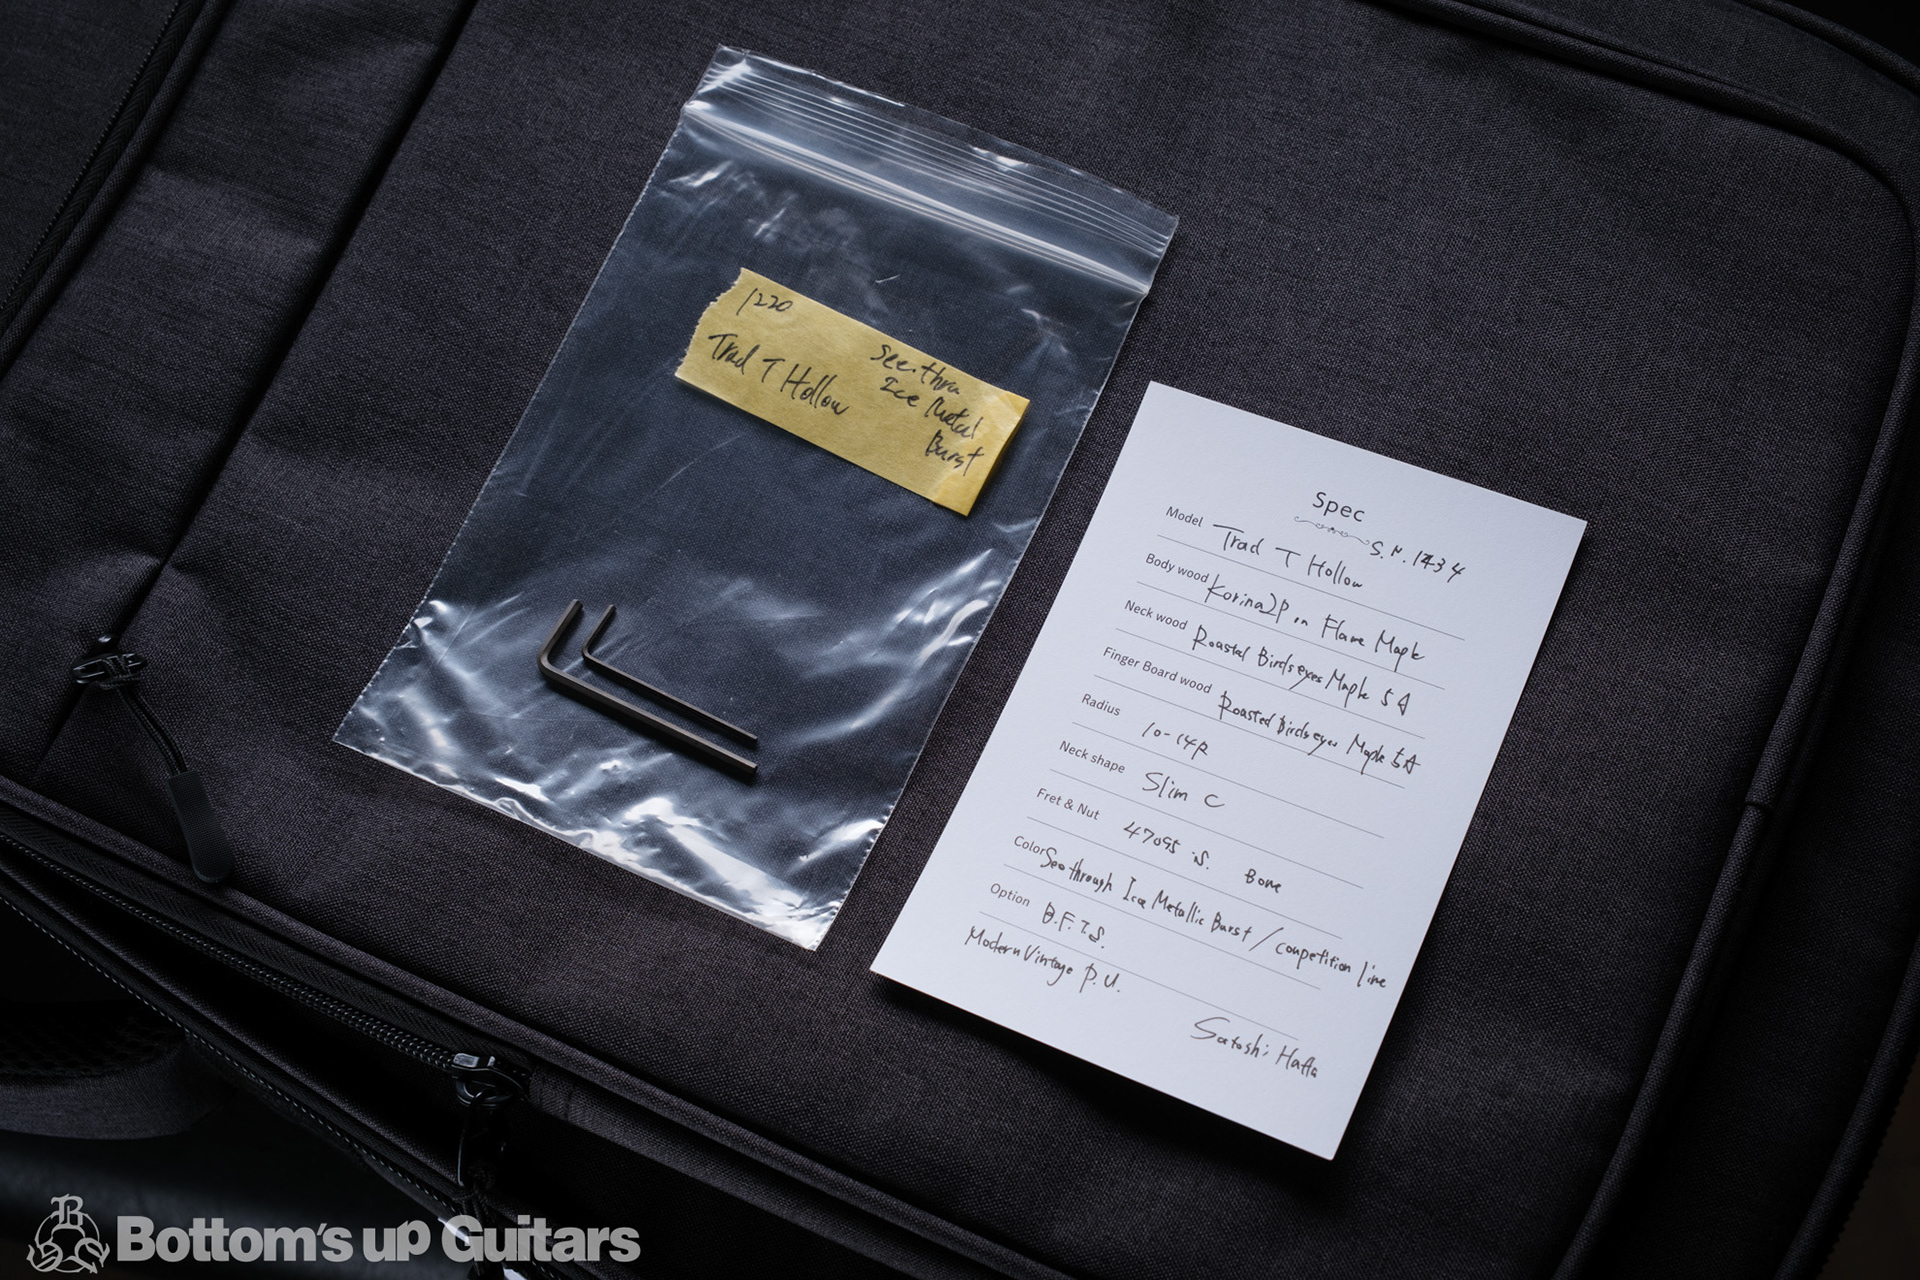 1220
Trad T Hollow
See.thru
Ice Metal
Burst
Spec
S.N. 1434
Model Trad T Hollow
Body wood Korina 2P on Flame Maple
Neck wood Roasted Birdseyes Maple 5A
Finger Board wood Roasted Birdseyes Maple 5A
Radius 10-14R
Neck shape Slim C
Fret & Nut 47095 Bone
Color See through Ice Metallic Burst / competition line
Option B.F.T.S.
Modern Vintage P.U.
Satoshi
Bottom's up Guitars